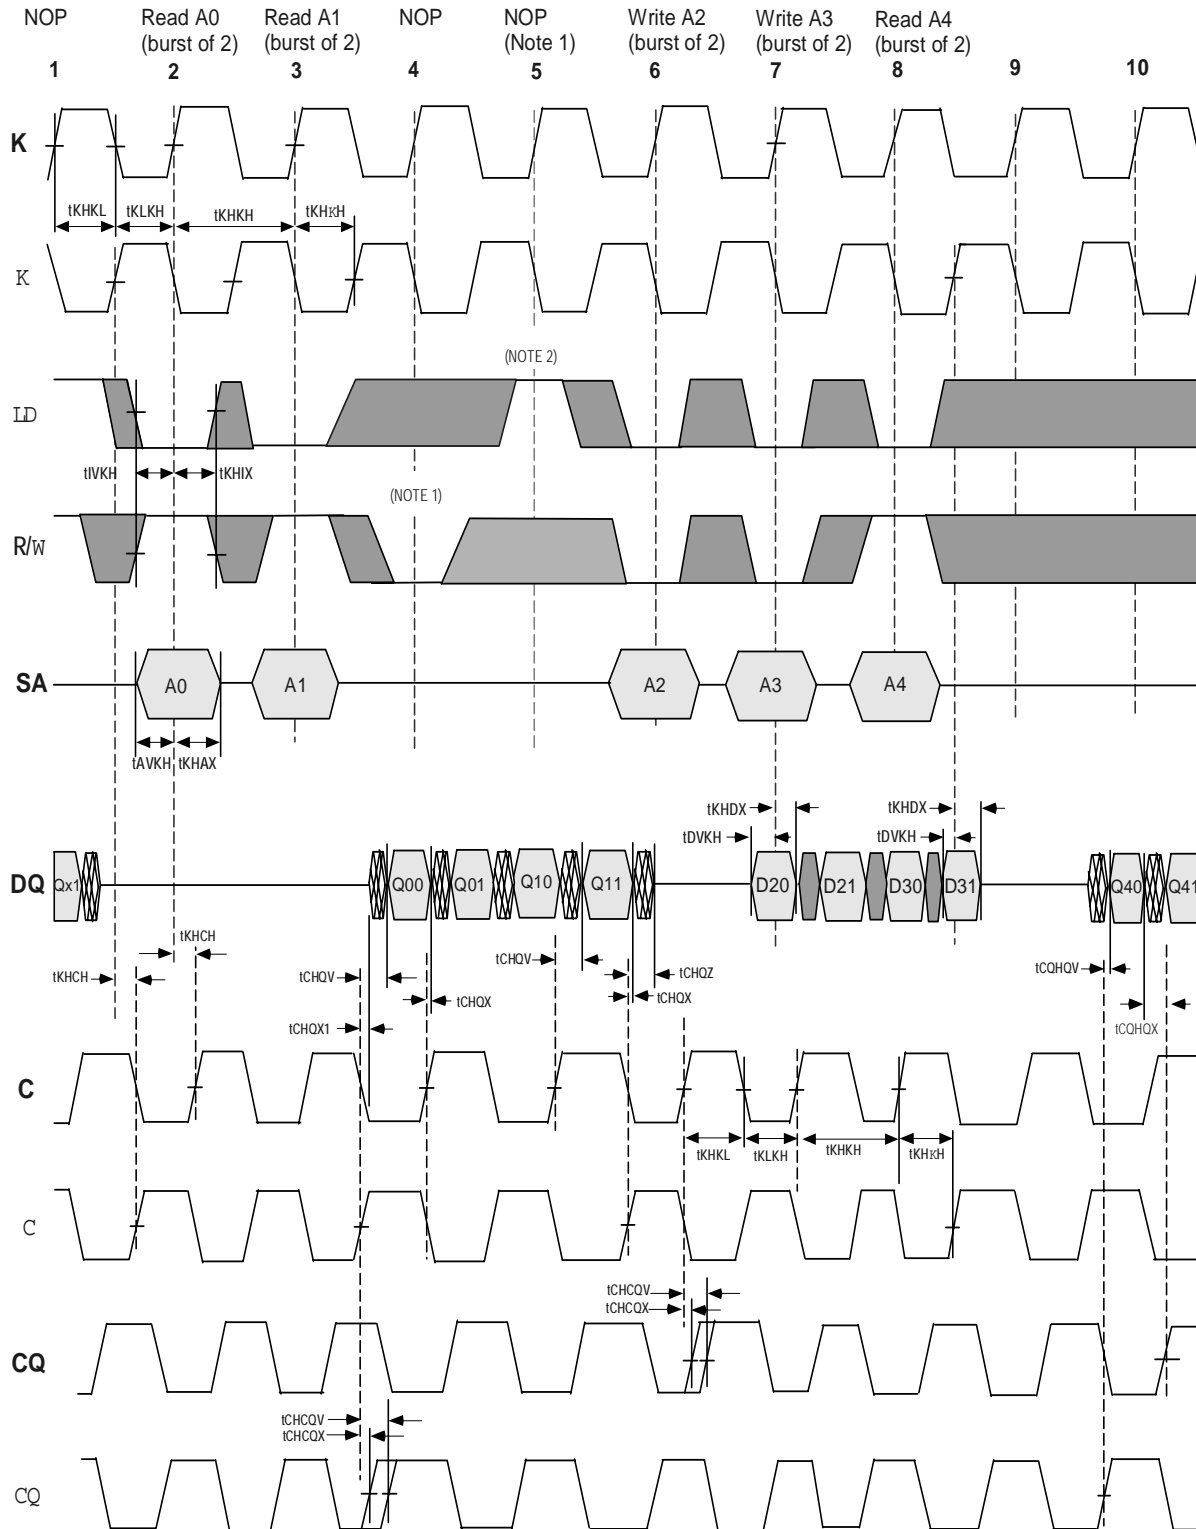 NOP Read A0 Read A1 NOP NOP Write A2 Write A3 Read A4
(burst of 2) (burst of 2) (Note 1) (burst of 2) (burst of 2) (burst of 2)
1 2 3 4 5 6 7 8 9 10
K
tKHKL tKLKH tKHKH tKHKH
K
(NOTE 2)
LD
tIVKH tKHIX
(NOTE 1)
R/W
SA A0 A1 A2 A3 A4
tAVKH tKHAX
tKHDX tKHDX
tDVKH tDVKH
DQ Qx1 Q00 Q01 Q10 Q11 D20 D21 D30 D31 Q40 Q41
tKHCH
tKHCH tCHQV tCHQV tCHQZ tCQHQV
tCHQX tCHQX
tCHQX1 tCQHQX
C
tKHKL tKLKH tKHKH tKHKH
C
tCHCQV
tCHCQX
CQ
tCHCQV
tCHCQX
CQ